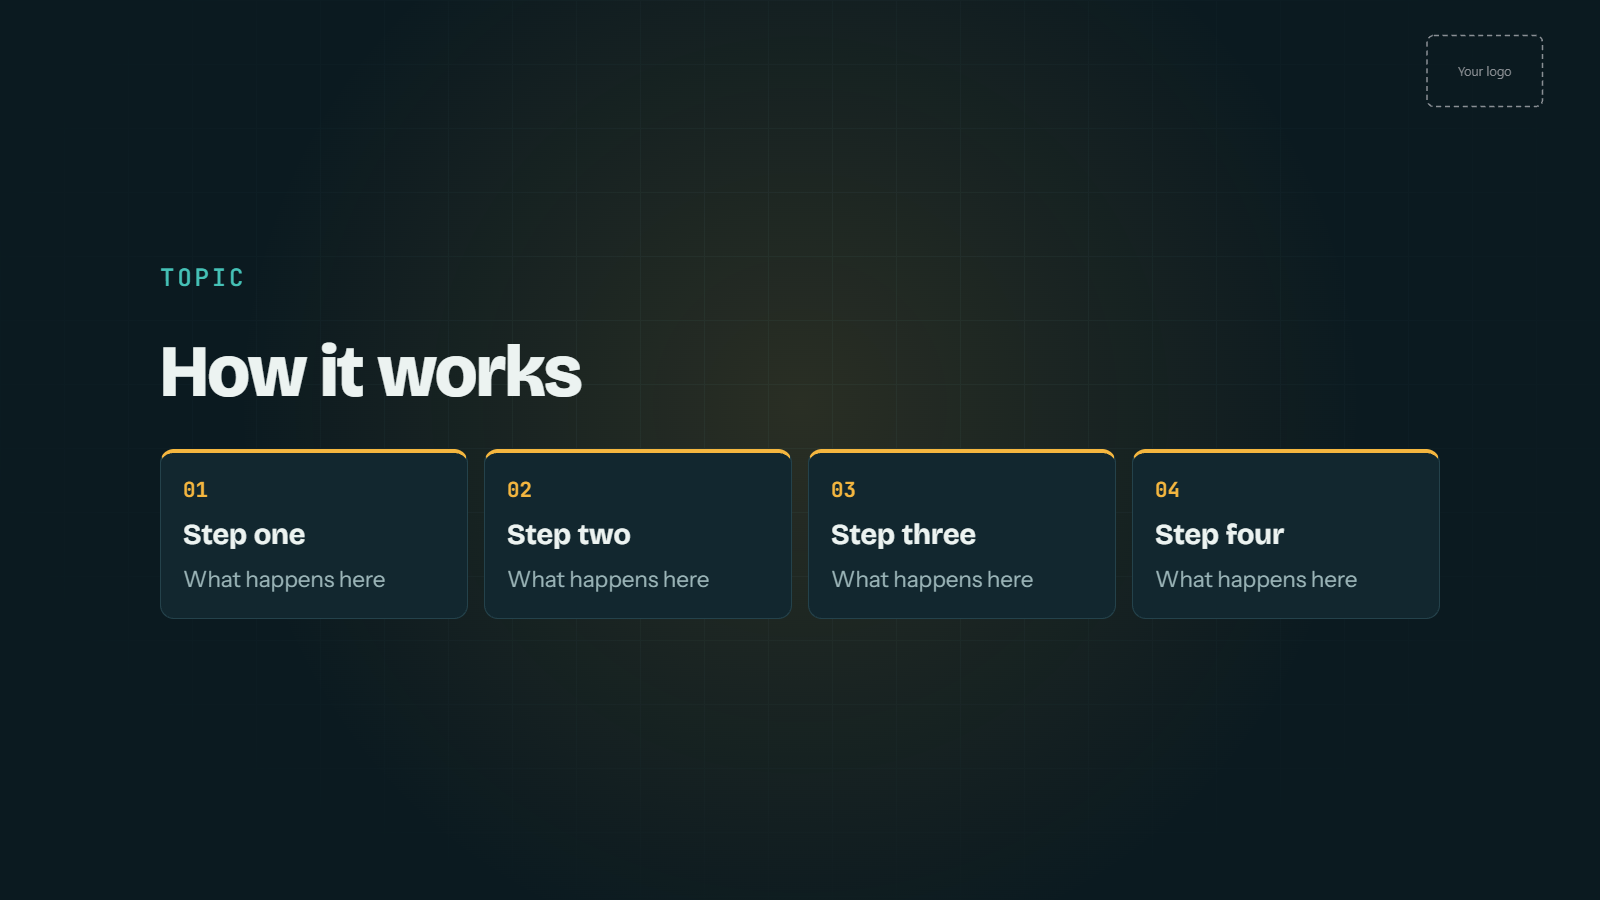 Your logo
TOPIC
How it works
01
Step one
What happens here
02
Step two
What happens here
03
Step three
What happens here
04
Step four
What happens here